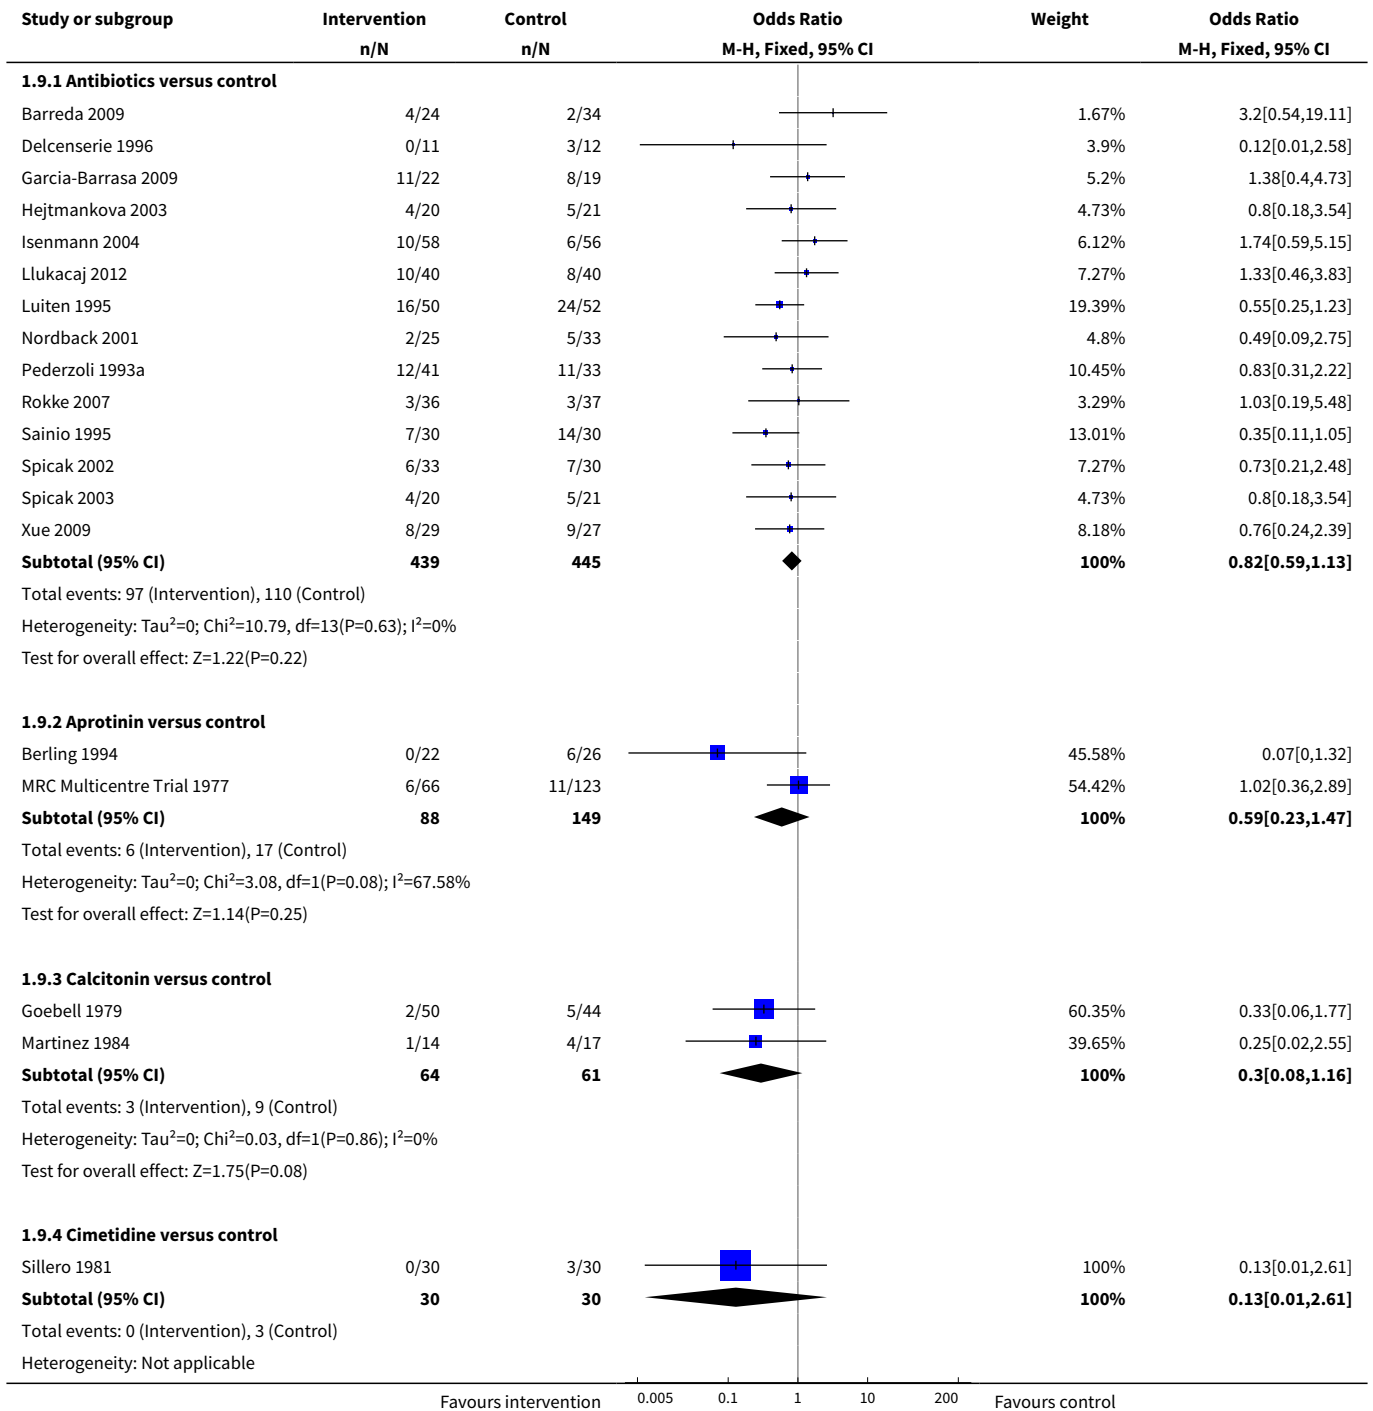 Study or subgroup Intervention Control Odds Ratio Weight Odds Ratio
n/N n/N M-H, Fixed, 95% CI M-H, Fixed, 95% CI
1.9.1 Antibiotics versus control
Barreda 2009 4/24 2/34 1.67% 3.2[0.54,19.11]
Delcenserie 1996 0/11 3/12 3.9% 0.12[0.01,2.58]
Garcia-Barrasa 2009 11/22 8/19 5.2% 1.38[0.4,4.73]
Hejtmankova 2003 4/20 5/21 4.73% 0.8[0.18,3.54]
Isenmann 2004 10/58 6/56 6.12% 1.74[0.59,5.15]
Llukacaj 2012 10/40 8/40 7.27% 1.33[0.46,3.83]
Luiten 1995 16/50 24/52 19.39% 0.55[0.25,1.23]
Nordback 2001 2/25 5/33 4.8% 0.49[0.09,2.75]
Pederzoli 1993a 12/41 11/33 10.45% 0.83[0.31,2.22]
Rokke 2007 3/36 3/37 3.29% 1.03[0.19,5.48]
Sainio 1995 7/30 14/30 13.01% 0.35[0.11,1.05]
Spicak 2002 6/33 7/30 7.27% 0.73[0.21,2.48]
Spicak 2003 4/20 5/21 4.73% 0.8[0.18,3.54]
Xue 2009 8/29 9/27 8.18% 0.76[0.24,2.39]
Subtotal (95% CI) 439 445 100% 0.82[0.59,1.13]
Total events: 97 (Intervention), 110 (Control)
Heterogeneity: Tau²=0; Chi²=10.79, df=13(P=0.63); I²=0%
Test for overall effect: Z=1.22(P=0.22)
1.9.2 Aprotinin versus control
Berling 1994 0/22 6/26 45.58% 0.07[0,1.32]
MRC Multicentre Trial 1977 6/66 11/123 54.42% 1.02[0.36,2.89]
Subtotal (95% CI) 88 149 100% 0.59[0.23,1.47]
Total events: 6 (Intervention), 17 (Control)
Heterogeneity: Tau²=0; Chi²=3.08, df=1(P=0.08); I²=67.58%
Test for overall effect: Z=1.14(P=0.25)
1.9.3 Calcitonin versus control
Goebell 1979 2/50 5/44 60.35% 0.33[0.06,1.77]
Martinez 1984 1/14 4/17 39.65% 0.25[0.02,2.55]
Subtotal (95% CI) 64 61 100% 0.3[0.08,1.16]
Total events: 3 (Intervention), 9 (Control)
Heterogeneity: Tau²=0; Chi²=0.03, df=1(P=0.86); I²=0%
Test for overall effect: Z=1.75(P=0.08)
1.9.4 Cimetidine versus control
Sillero 1981 0/30 3/30 100% 0.13[0.01,2.61]
Subtotal (95% CI) 30 30 100% 0.13[0.01,2.61]
Total events: 0 (Intervention), 3 (Control)
Heterogeneity: Not applicable
Favours intervention 0.005 0.1 1 10 200 Favours control